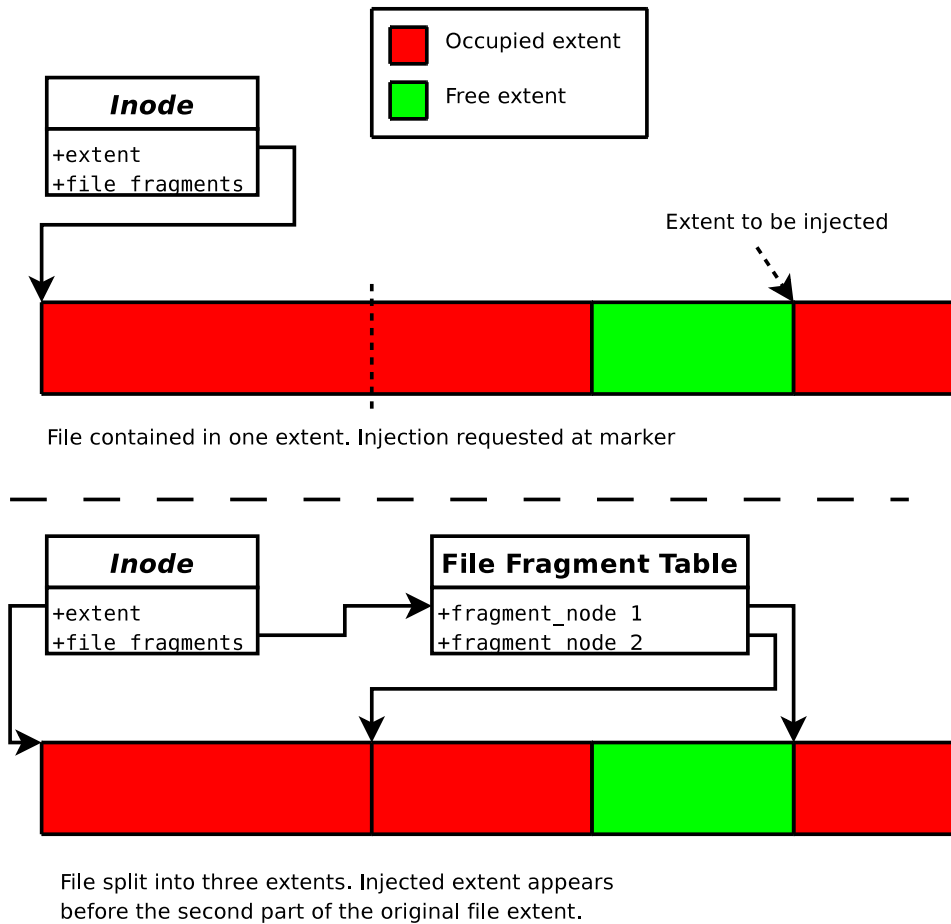 Occupied extent
Free extent
Inode
+extent
+file_fragments
Extent to be injected
File contained in one extent. Injection requested at marker
Inode
+extent
+file_fragments
File Fragment Table
+fragment_node 1
+fragment_node 2
File split into three extents. Injected extent appears
before the second part of the original file extent.